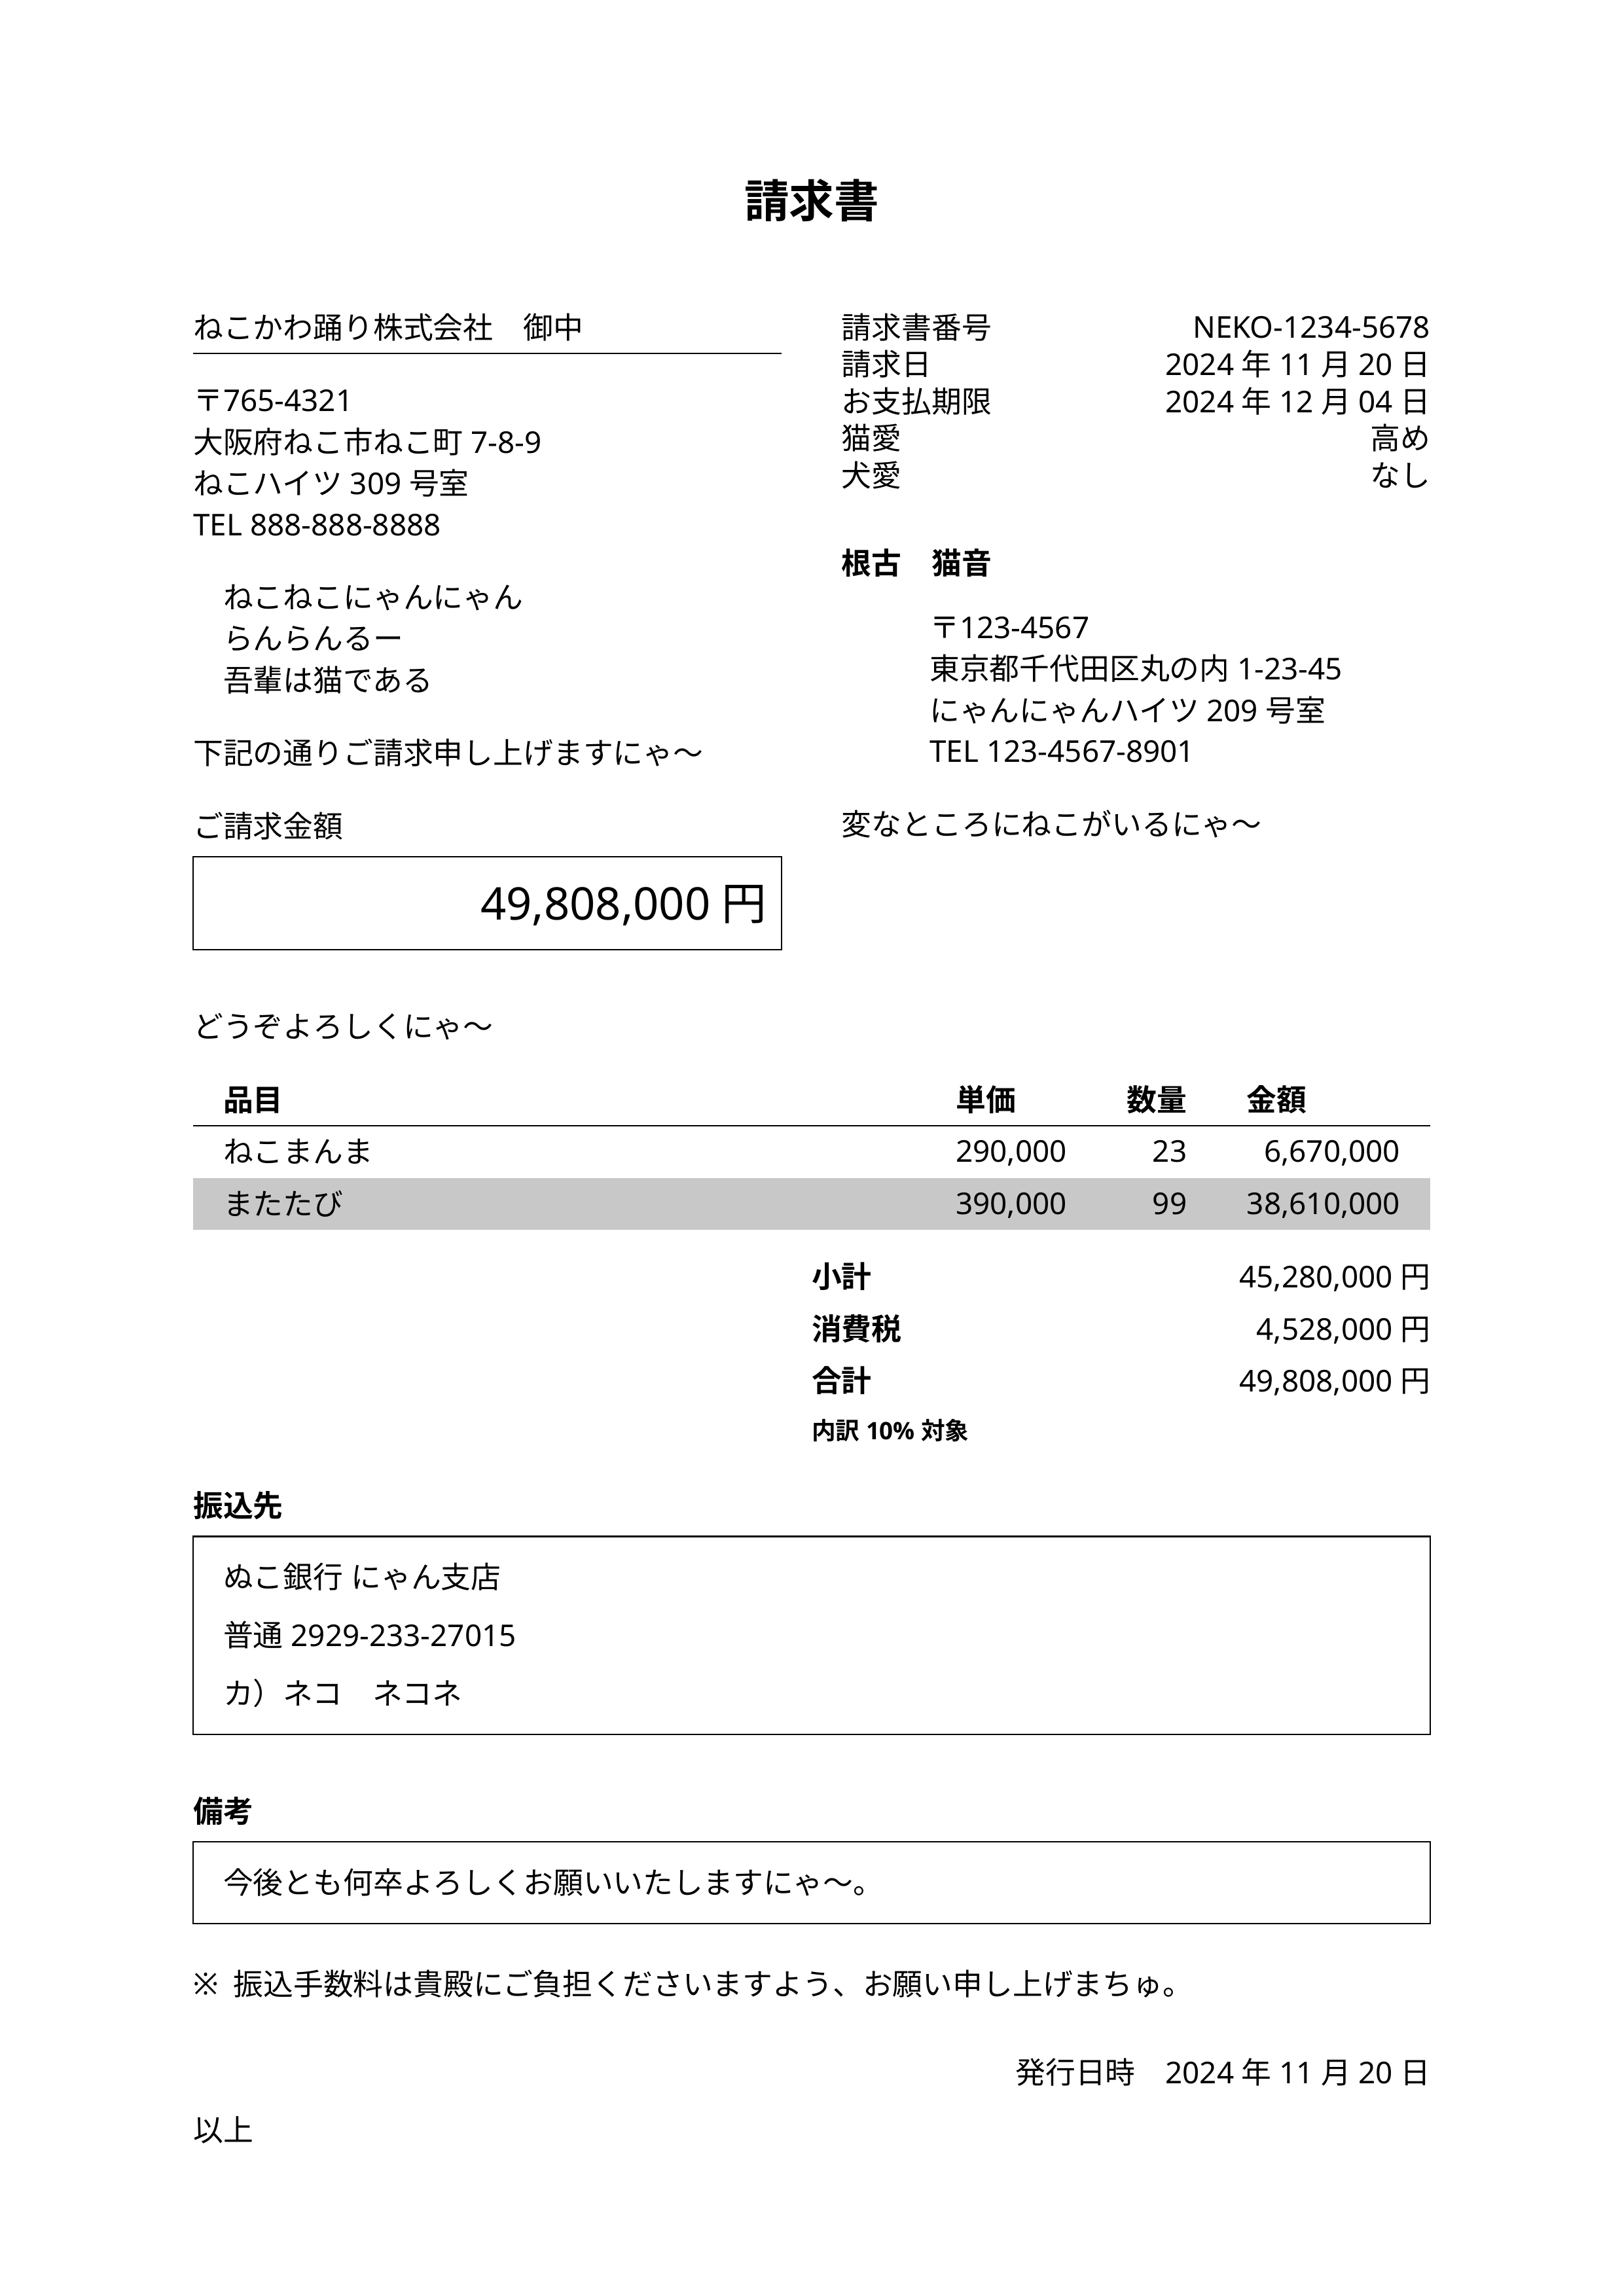 請求書
ねこかわ踊り株式会社　御中
〒765-4321
大阪府ねこ市ねこ町 7-8-9
ねこハイツ 309 号室
TEL 888-888-8888
ねこねこにゃんにゃん
らんらんるー
吾輩は猫である
下記の通りご請求申し上げますにゃ〜
ご請求金額
49,808,000 円
請求書番号 NEKO-1234-5678
請求日 2024 年 11 月 20 日
お支払期限 2024 年 12 月 04 日
猫愛 高め
犬愛 なし
根古　猫音
〒123-4567
東京都千代田区丸の内 1-23-45
にゃんにゃんハイツ 209 号室
TEL 123-4567-8901
変なところにねこがいるにゃ〜
どうぞよろしくにゃ〜
品目 単価 数量 金額
ねこまんま 290,000 23 6,670,000
またたび 390,000 99 38,610,000
小計 45,280,000 円
消費税 4,528,000 円
合計 49,808,000 円
内訳 10% 対象
振込先
ぬこ銀行 にゃん支店
普通 2929-233-27015
カ）ネコ　ネコネ
備考
今後とも何卒よろしくお願いいたしますにゃ〜。
※ 振込手数料は貴殿にご負担くださいますよう、お願い申し上げまちゅ。
発行日時　2024 年 11 月 20 日
以上